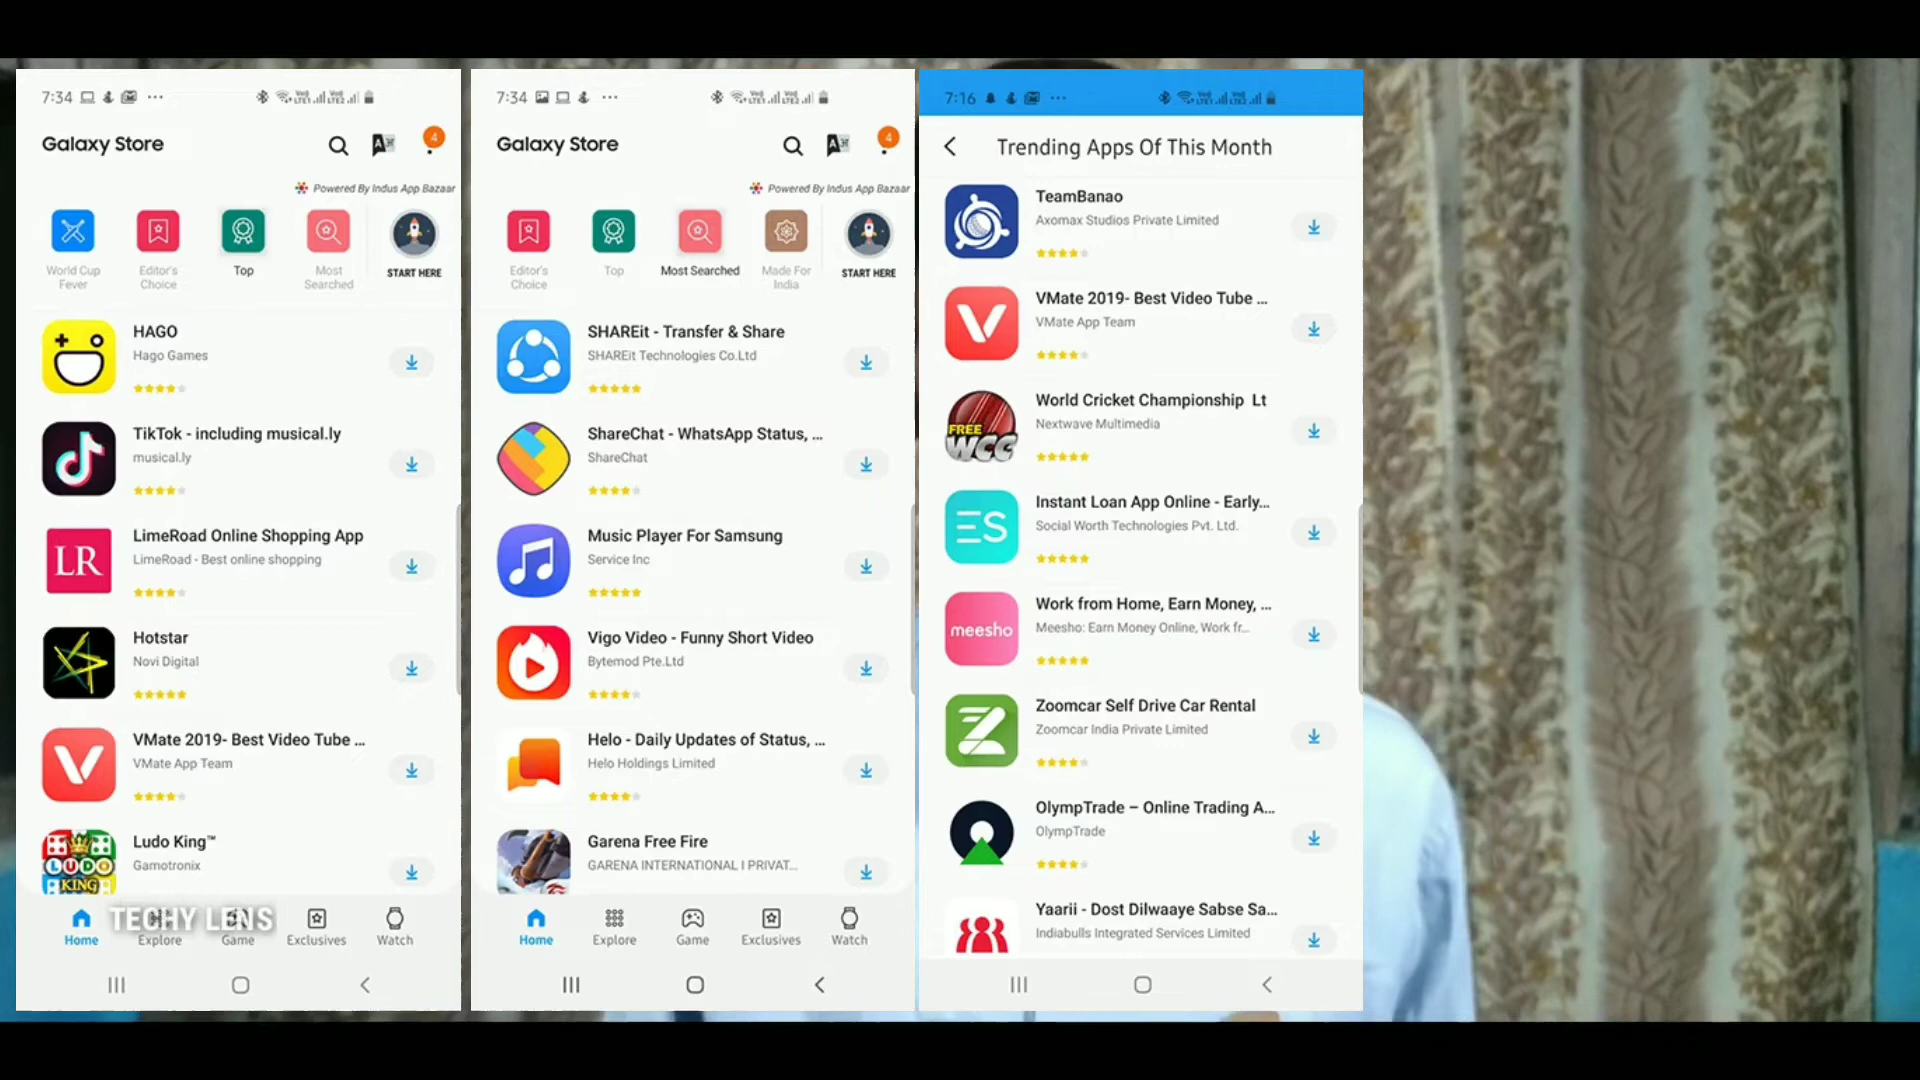 7:34
Galaxy Store
4
Powered By Indus App Bazaar
World Cup
Fever
Editor's
Choice
Top
Most
Searched
START HERE
HAGO
Hago Games
TikTok - including musical.ly
musical.ly
LR
LimeRoad Online Shopping App
LimeRoad - Best online shopping
Hotstar
Novi Digital
VMate 2019- Best Video Tube ...
VMate App Team
LUDO
KING
Ludo King™
Gamotronix
TECHY LENS
Home
Explore
Game
Exclusives
Watch
7:34
Galaxy Store
4
Powered By Indus App Bazaar
Editor's
Choice
Top
Most Searched
Made For
India
START HERE
SHAREit - Transfer & Share
SHAREit Technologies Co.Ltd
ShareChat - WhatsApp Status, ...
ShareChat
Music Player For Samsung
Service Inc
Vigo Video - Funny Short Video
Bytemod Pte.Ltd
Helo - Daily Updates of Status, ...
Helo Holdings Limited
Garena Free Fire
GARENA INTERNATIONAL I PRIVAT...
Home
Explore
Game
Exclusives
Watch
7:16
Trending Apps Of This Month
TeamBanao
Axomax Studios Private Limited
VMate 2019- Best Video Tube ...
VMate App Team
FREE
WCC
World Cricket Championship Lt
Nextwave Multimedia
ES
Instant Loan App Online - Early...
Social Worth Technologies Pvt. Ltd.
meesho
Work from Home, Earn Money, ...
Meesho: Earn Money Online, Work fr...
Zoomcar Self Drive Car Rental
Zoomcar India Private Limited
OlympTrade – Online Trading A...
OlympTrade
Yaarii - Dost Dilwaaye Sabse Sa...
Indiabulls Integrated Services Limited